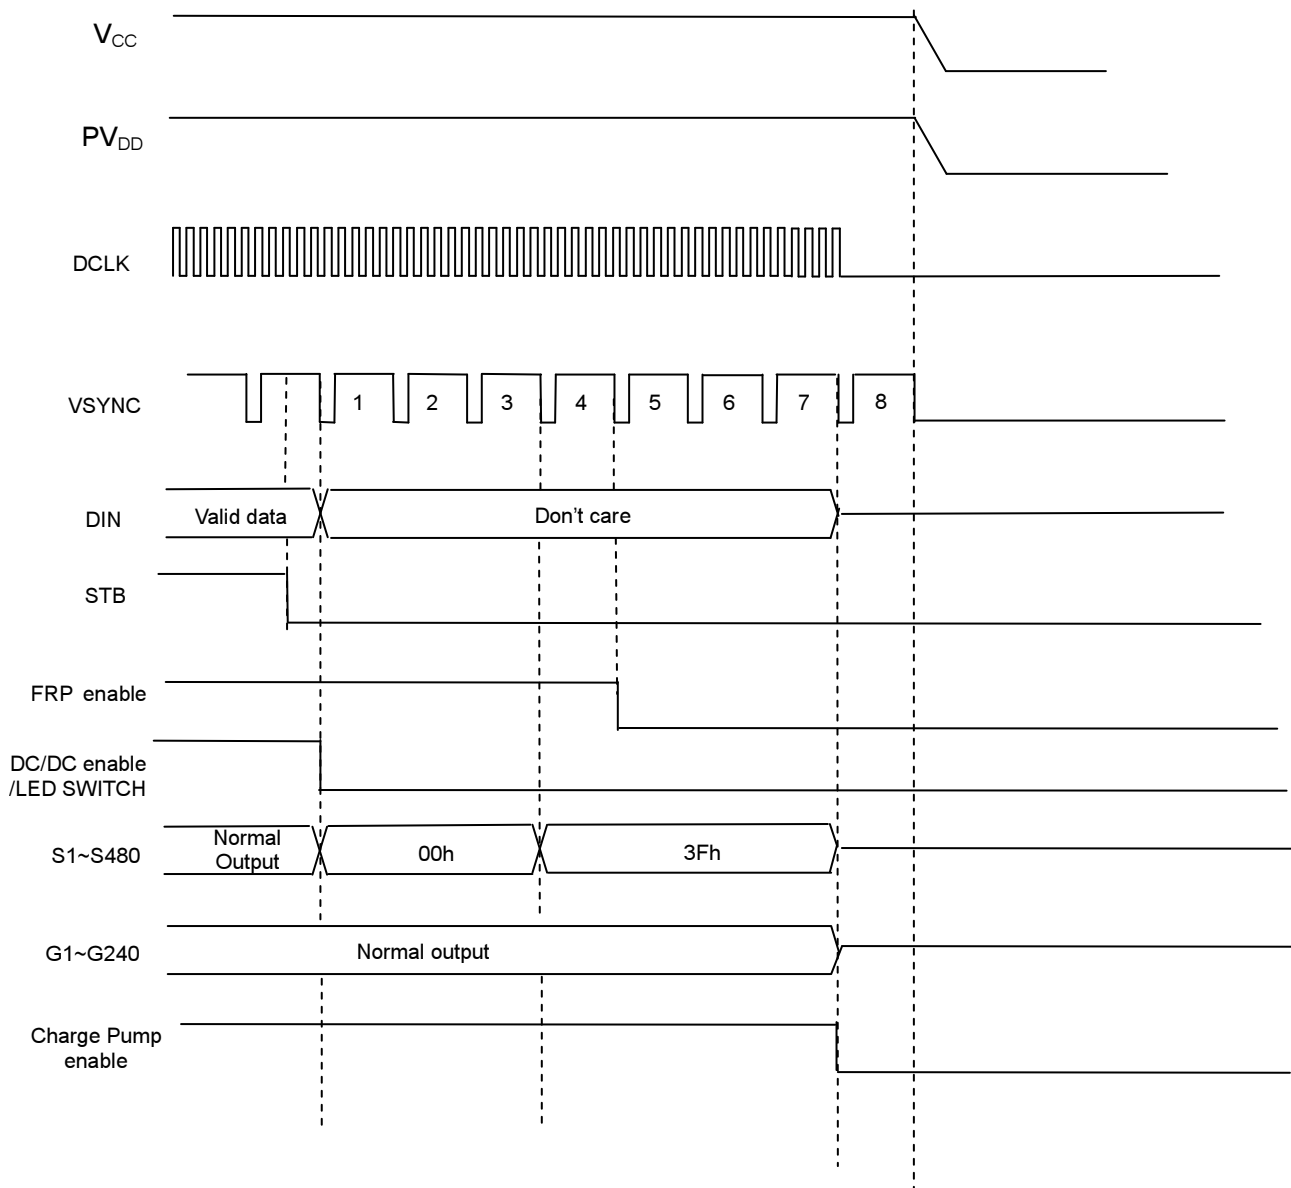 VCC
PVDD
DCLK
VSYNC 1 2 3 4 5 6 7 8
DIN Valid data Don't care
STB
FRP enable
DC/DC enable
/LED SWITCH
S1~S480 Normal
Output 00h 3Fh
G1~G240 Normal output
Charge Pump
enable